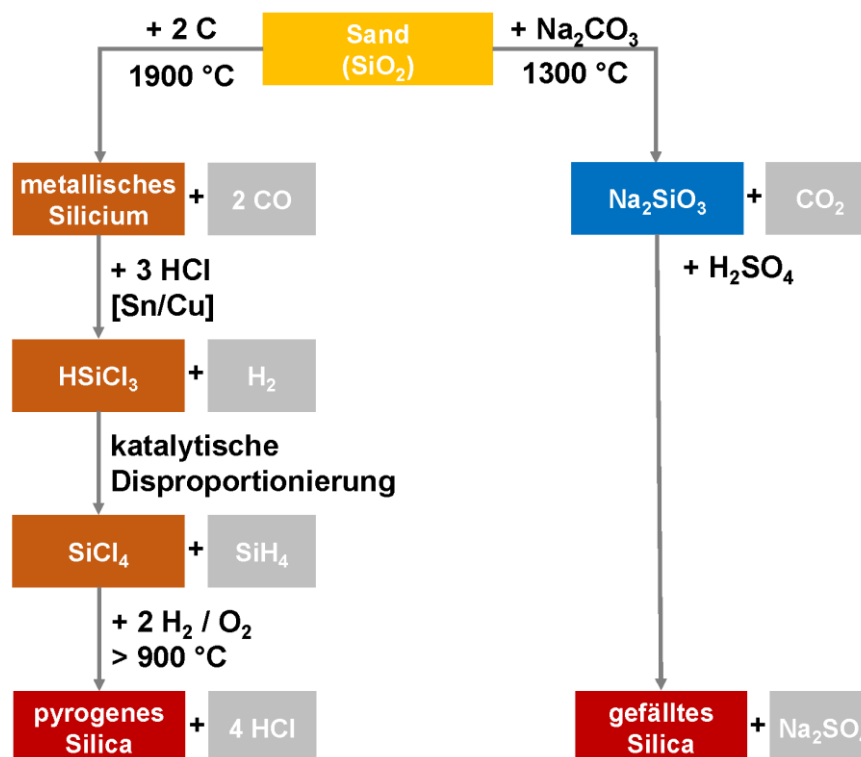 + 2 C
1900 °C
Sand
(SiO₂)
+ Na₂CO₃
1300 °C
metallisches
Silicium
+
2 CO
Na₂SiO₃
+
CO₂
+ 3 HCl
[Sn/Cu]
+ H₂SO₄
HSiCl₃
+
H₂
katalytische
Disproportionierung
SiCl₄
+
SiH₄
+ 2 H₂ / O₂
> 900 °C
pyrogenes
Silica
+
4 HCl
gefälltes
Silica
+
Na₂SO₄